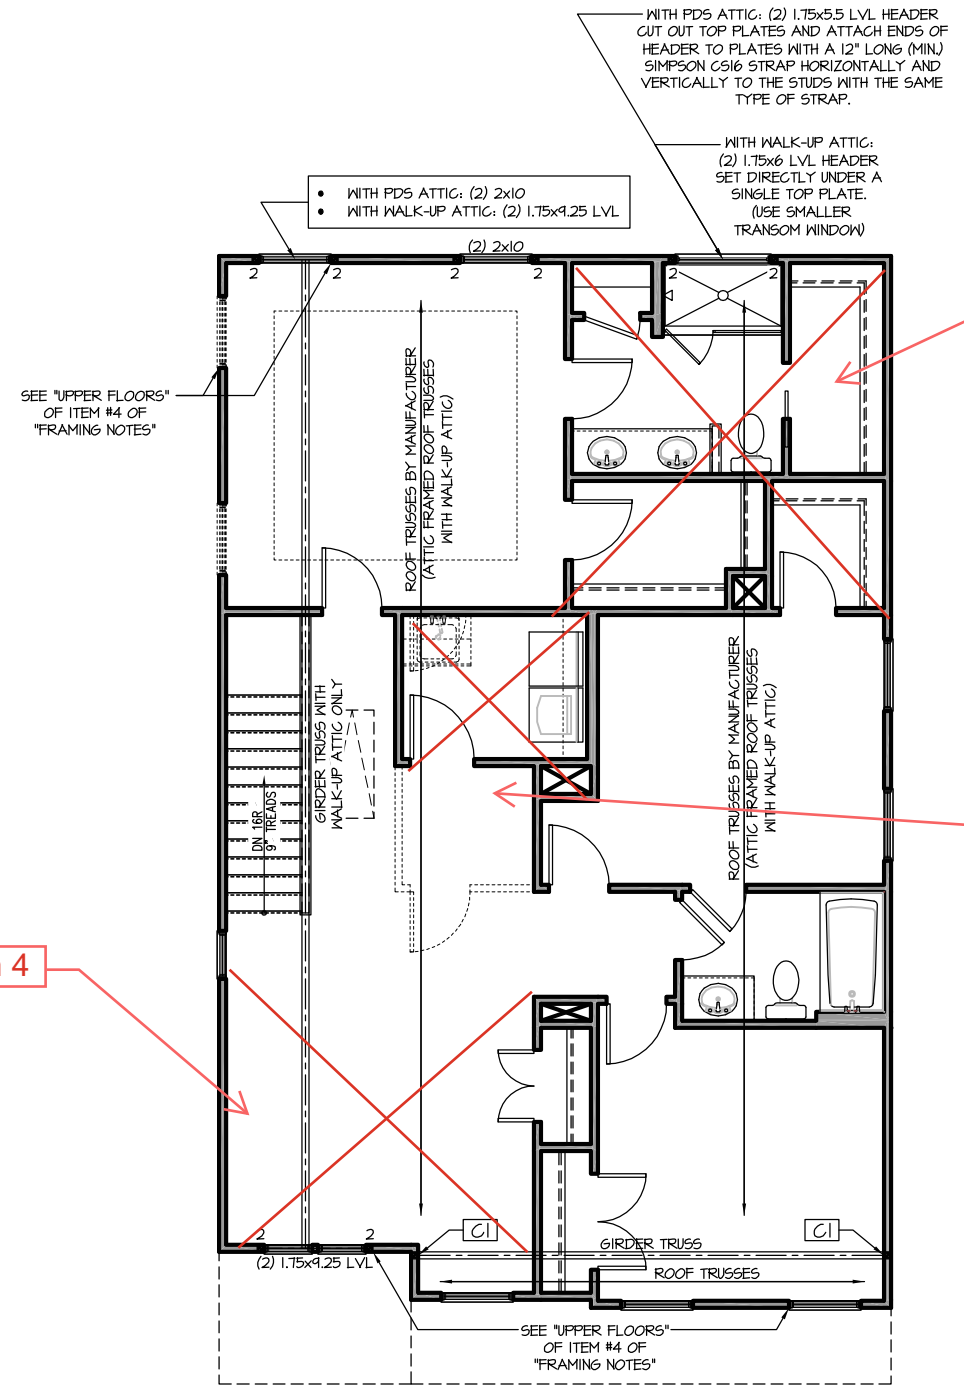 WITH PDS ATTIC: (2) 1.75x5.5 LVL HEADER
CUT OUT TOP PLATES AND ATTACH ENDS OF
HEADER TO PLATES WITH A 12" LONG (MIN.)
SIMPSON CS16 STRAP HORIZONTALLY AND
VERTICALLY TO THE STUDS WITH THE SAME
TYPE OF STRAP.
WITH WALK-UP ATTIC:
(2) 1.75x6 LVL HEADER
SET DIRECTLY UNDER A
SINGLE TOP PLATE.
(USE SMALLER
TRANSOM WINDOW)
• WITH PDS ATTIC: (2) 2x10
• WITH WALK-UP ATTIC: (2) 1.75x9.25 LVL
(2) 2x10
2
2
2
2
2
2
SEE "UPPER FLOORS"
OF ITEM #4 OF
"FRAMING NOTES"
ROOF TRUSSES BY MANUFACTURER
(ATTIC FRAMED ROOF TRUSSES
WITH WALK-UP ATTIC)
GIRDER TRUSS WITH
WALK-UP ATTIC ONLY
DN 16R
9" TREADS
ROOF TRUSSES BY MANUFACTURER
(ATTIC FRAMED ROOF TRUSSES
WITH WALK-UP ATTIC)
4
2
2
(2) 1.75x9.25 LVL
C1
C1
GIRDER TRUSS
ROOF TRUSSES
SEE "UPPER FLOORS"
OF ITEM #4 OF
"FRAMING NOTES"